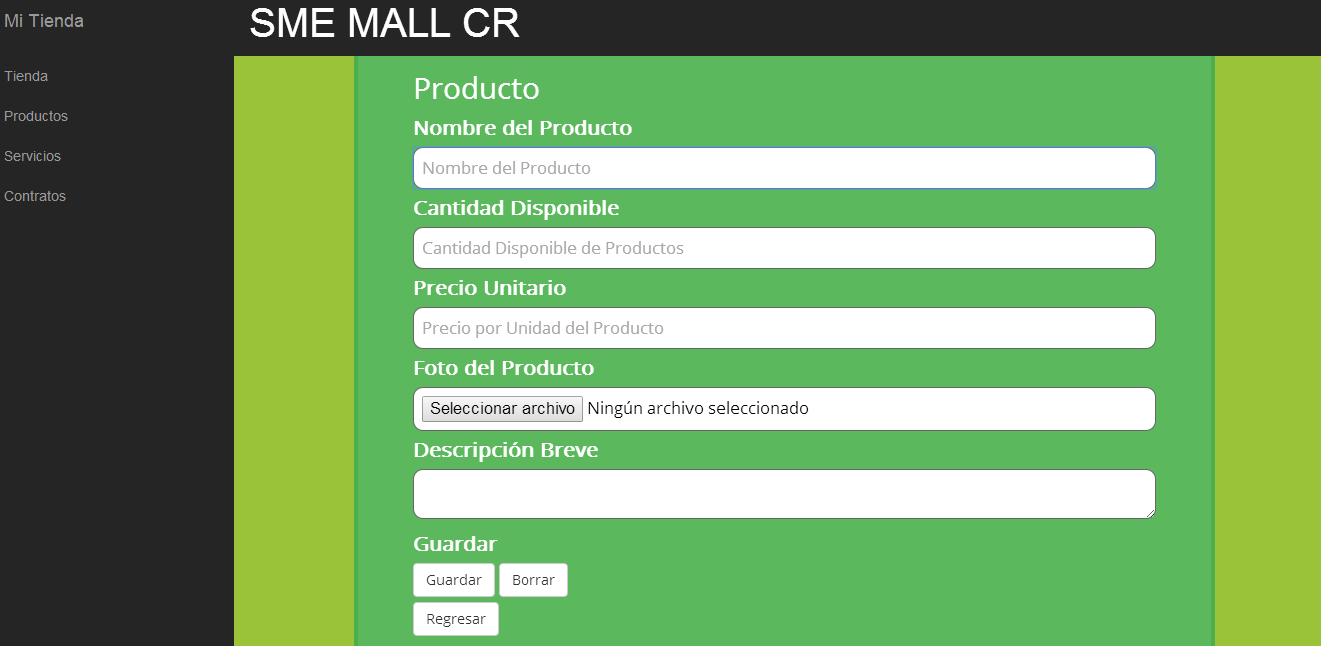 Mi Tienda
SME MALL CR
Tienda
Productos
Servicios
Contratos
Producto
Nombre del Producto
Nombre del Producto
Cantidad Disponible
Cantidad Disponible de Productos
Precio Unitario
Precio por Unidad del Producto
Foto del Producto
Seleccionar archivo Ningún archivo seleccionado
Descripción Breve
Guardar
Guardar Borrar
Regresar